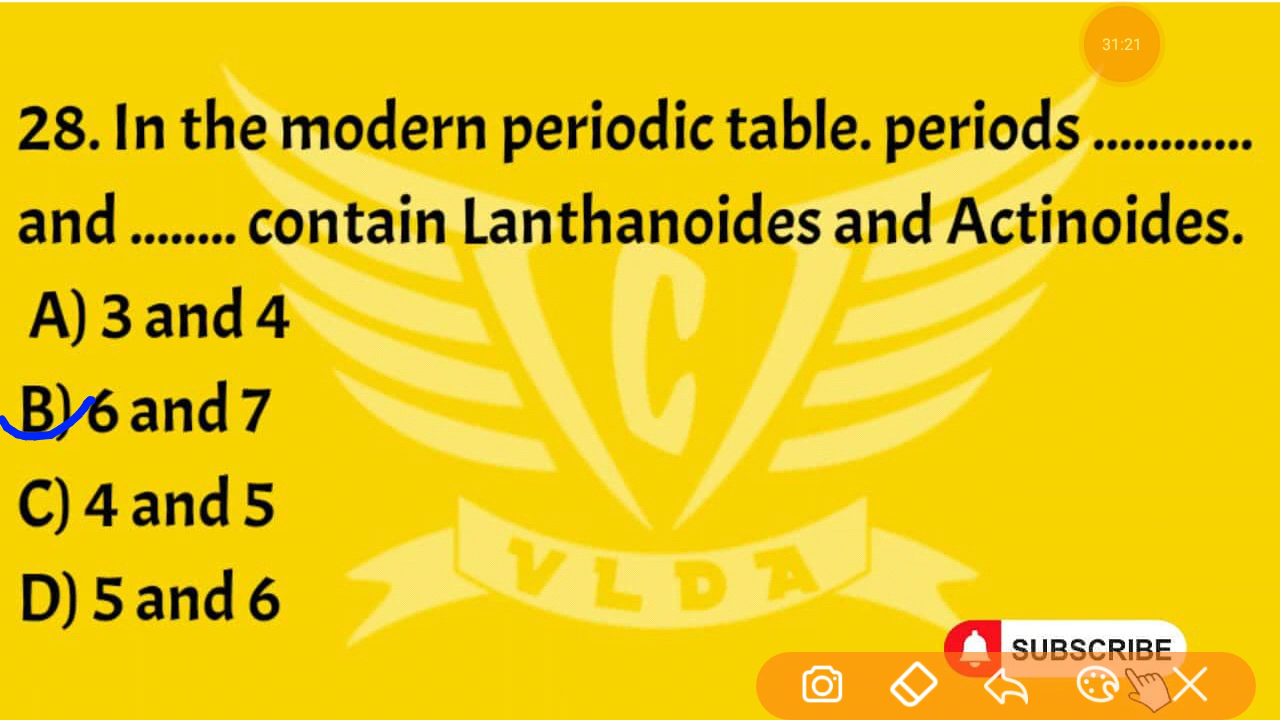 31:21
28. In the modern periodic table. periods ............
and ........ contain Lanthanoides and Actinoides.
A) 3 and 4
B) 6 and 7
C) 4 and 5
D) 5 and 6
C
VLDA
SUBSCRIBE